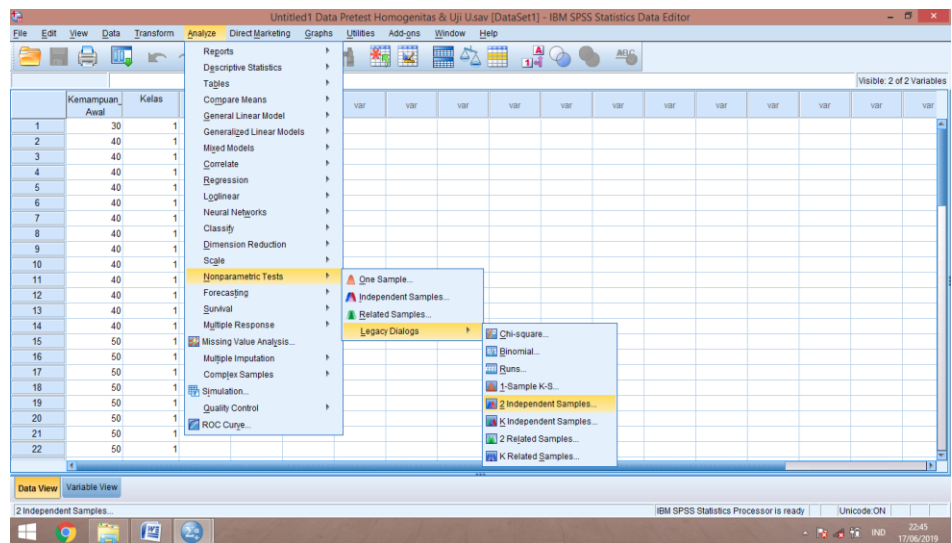 Untitled1 Data Pretest Homogenitas & Uji U.sav [DataSet1] - IBM SPSS Statistics Data Editor
File Edit View Data Transform Analyze Direct Marketing Graphs Utilities Add-ons Window Help
Visible: 2 of 2 Variables
Kemampuan_Awal Kelas var var var var var var var var var var var var
1 30 1
2 40 1
3 40 1
4 40 1
5 40 1
6 40 1
7 40 1
8 40 1
9 40 1
10 40 1
11 40 1
12 40 1
13 40 1
14 40 1
15 50 1
16 50 1
17 50 1
18 50 1
19 50 1
20 50 1
21 50 1
22 50 1
Reports
Descriptive Statistics
Tables
Compare Means
General Linear Model
Generalized Linear Models
Mixed Models
Correlate
Regression
Loglinear
Neural Networks
Classify
Dimension Reduction
Scale
Nonparametric Tests
Forecasting
Survival
Multiple Response
Missing Value Analysis...
Multiple Imputation
Complex Samples
Simulation...
Quality Control
ROC Curve...
One Sample...
Independent Samples...
Related Samples...
Legacy Dialogs
Chi-square...
Binomial...
Runs...
1-Sample K-S...
2 Independent Samples...
K Independent Samples...
2 Related Samples...
K Related Samples...
Data View Variable View
2 Independent Samples... IBM SPSS Statistics Processor is ready Unicode:ON
IND 22:45
17/06/2019